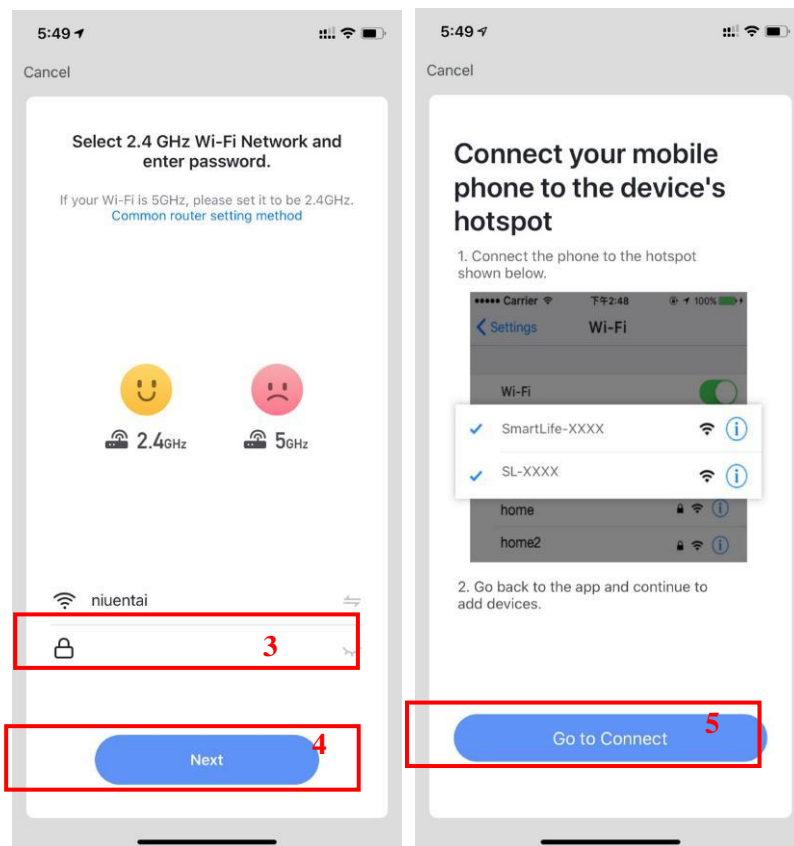 5:49
Cancel
Select 2.4 GHz Wi-Fi Network and
enter password.
If your Wi-Fi is 5GHz, please set it to be 2.4GHz.
Common router setting method
2.4GHz
5GHz
niuentai
3
4
Next
5:49
Cancel
Connect your mobile
phone to the device's
hotspot
1. Connect the phone to the hotspot
shown below.
Carrier 下午2:48 100%
Settings Wi-Fi
Wi-Fi
SmartLife-XXXX
SL-XXXX
home
home2
2. Go back to the app and continue to
add devices.
5
Go to Connect